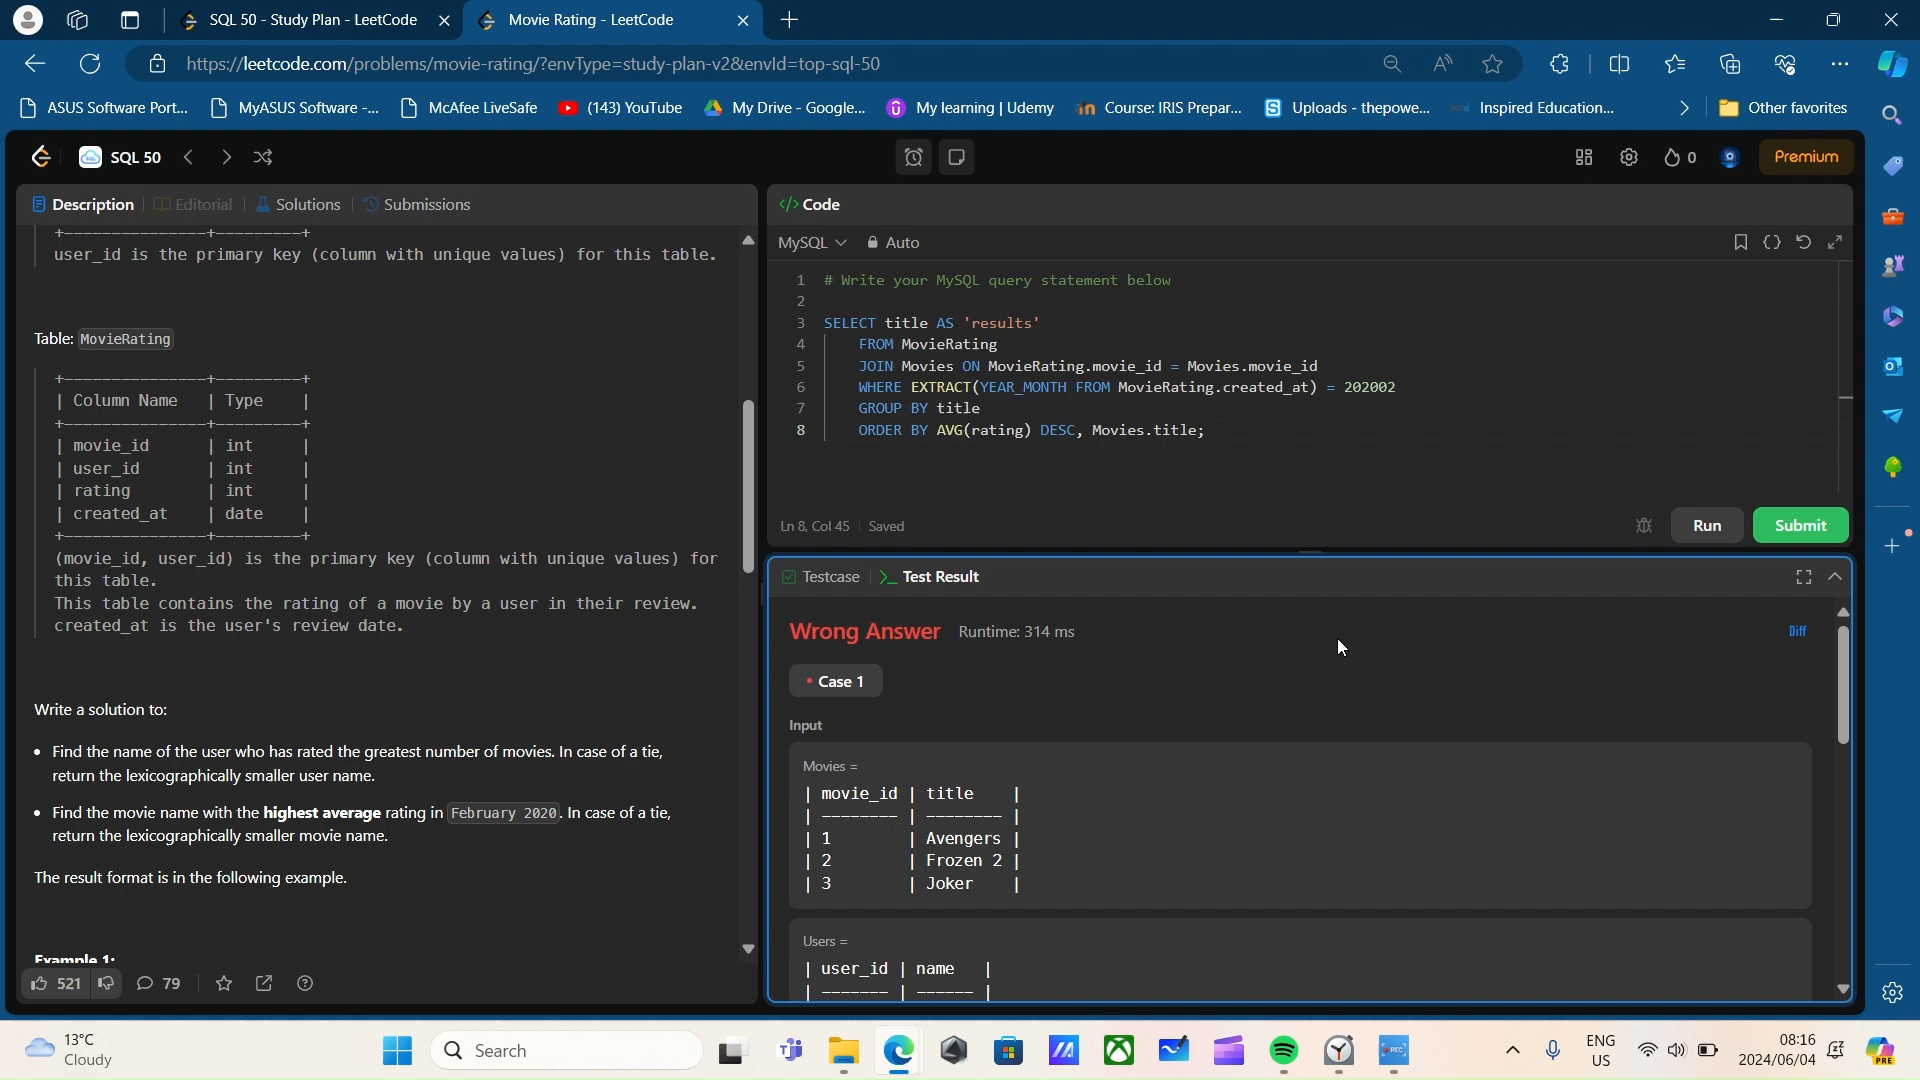 SQL 50 - Study Plan - LeetCode
Movie Rating - LeetCode
https://leetcode.com/problems/movie-rating/?envType=study-plan-v2&envId=top-sql-50
ASUS Software Port...
MyASUS Software -...
McAfee LiveSafe
(143) YouTube
My Drive - Google...
My learning | Udemy
Course: IRIS Prepar...
Uploads - thepowe...
Inspired Education...
Other favorites
SQL 50
0
Premium
Description
Editorial
Solutions
Submissions
+---------------+---------+
user_id is the primary key (column with unique values) for this table.
Table: MovieRating
+---------------+---------+
| Column Name   | Type    |
+---------------+---------+
| movie_id      | int     |
| user_id       | int     |
| rating        | int     |
| created_at    | date    |
+---------------+---------+
(movie_id, user_id) is the primary key (column with unique values) for
this table.
This table contains the rating of a movie by a user in their review.
created_at is the user's review date.
Write a solution to:
• Find the name of the user who has rated the greatest number of movies. In case of a tie,
return the lexicographically smaller user name.
• Find the movie name with the highest average rating in February 2020. In case of a tie,
return the lexicographically smaller movie name.
The result format is in the following example.
Example 1:
521
79
</> Code
MySQL
Auto
1 # Write your MySQL query statement below
2
3 SELECT title AS 'results'
4 FROM MovieRating
5 JOIN Movies ON MovieRating.movie_id = Movies.movie_id
6 WHERE EXTRACT(YEAR_MONTH FROM MovieRating.created_at) = 202002
7 GROUP BY title
8 ORDER BY AVG(rating) DESC, Movies.title;
Ln 8, Col 45
Saved
Run
Submit
Testcase
>_ Test Result
Wrong Answer
Runtime: 314 ms
Diff
• Case 1
Input
Movies =
| movie_id | title    |
| -------- | -------- |
| 1        | Avengers |
| 2        | Frozen 2 |
| 3        | Joker    |
Users =
| user_id | name   |
| ------- | ------ |
13°C
Cloudy
Search
REC
ENG
US
08:16
2024/06/04
PRE